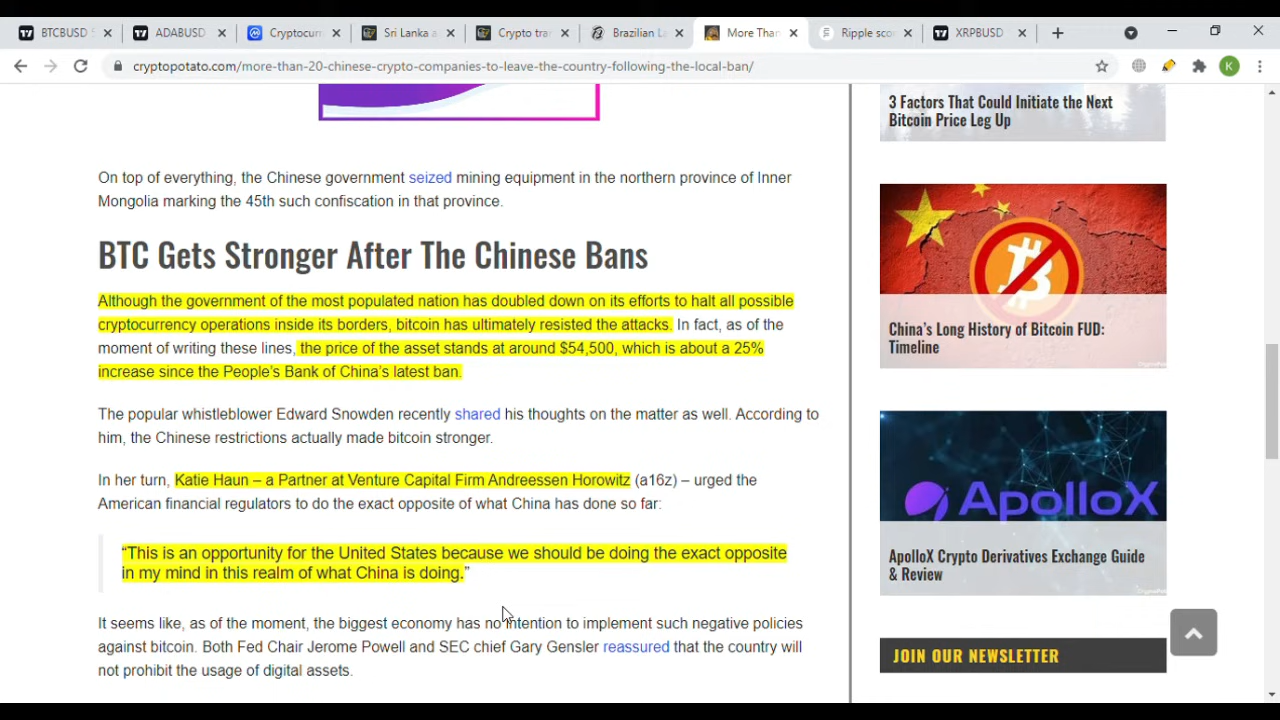 BTCBUSD
ADABUSD
Cryptocurr
Sri Lanka a
Crypto tra
Brazilian La
More Than
Ripple sco
XRPBUSD
cryptopotato.com/more-than-20-chinese-crypto-companies-to-leave-the-country-following-the-local-ban/
K
On top of everything, the Chinese government seized mining equipment in the northern province of Inner
Mongolia marking the 45th such confiscation in that province.
BTC Gets Stronger After The Chinese Bans
Although the government of the most populated nation has doubled down on its efforts to halt all possible
cryptocurrency operations inside its borders, bitcoin has ultimately resisted the attacks. In fact, as of the
moment of writing these lines, the price of the asset stands at around $54,500, which is about a 25%
increase since the People's Bank of China's latest ban.
The popular whistleblower Edward Snowden recently shared his thoughts on the matter as well. According to
him, the Chinese restrictions actually made bitcoin stronger.
In her turn, Katie Haun – a Partner at Venture Capital Firm Andreessen Horowitz (a16z) – urged the
American financial regulators to do the exact opposite of what China has done so far:
“This is an opportunity for the United States because we should be doing the exact opposite
in my mind in this realm of what China is doing.”
It seems like, as of the moment, the biggest economy has no intention to implement such negative policies
against bitcoin. Both Fed Chair Jerome Powell and SEC chief Gary Gensler reassured that the country will
not prohibit the usage of digital assets.
3 Factors That Could Initiate the Next
Bitcoin Price Leg Up
China's Long History of Bitcoin FUD:
Timeline
ApolloX
ApolloX Crypto Derivatives Exchange Guide
& Review
JOIN OUR NEWSLETTER